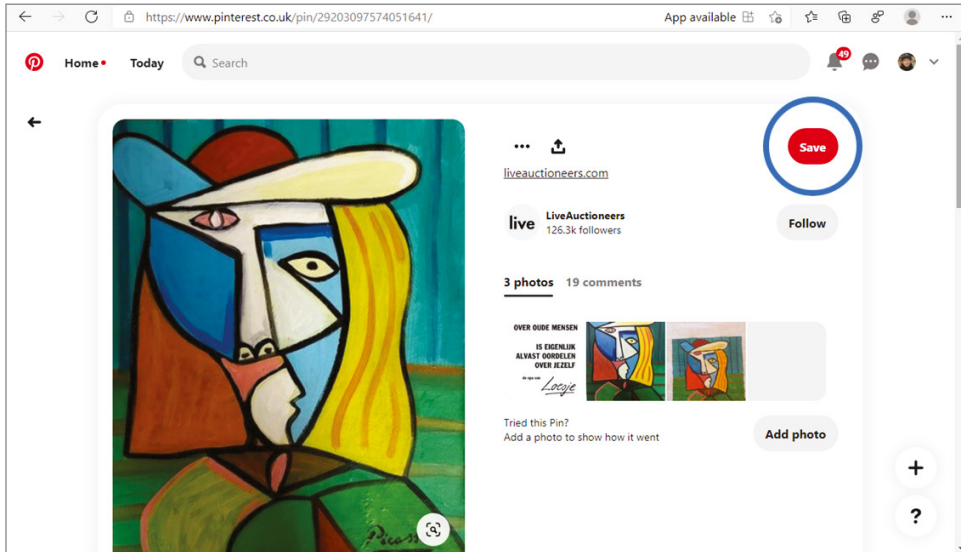 https://www.pinterest.co.uk/pin/29203097574051641/
App available
Home
Today
Search
49
Save
liveauctioneers.com
live
LiveAuctioneers
126.3k followers
Follow
3 photos 19 comments
OVER OUDE MENSEN
IS EIGENLIJK
ALVAST OORDELEN
OVER JEZELF
Loesje
Tried this Pin?
Add a photo to show how it went
Add photo
+
?
Picasso